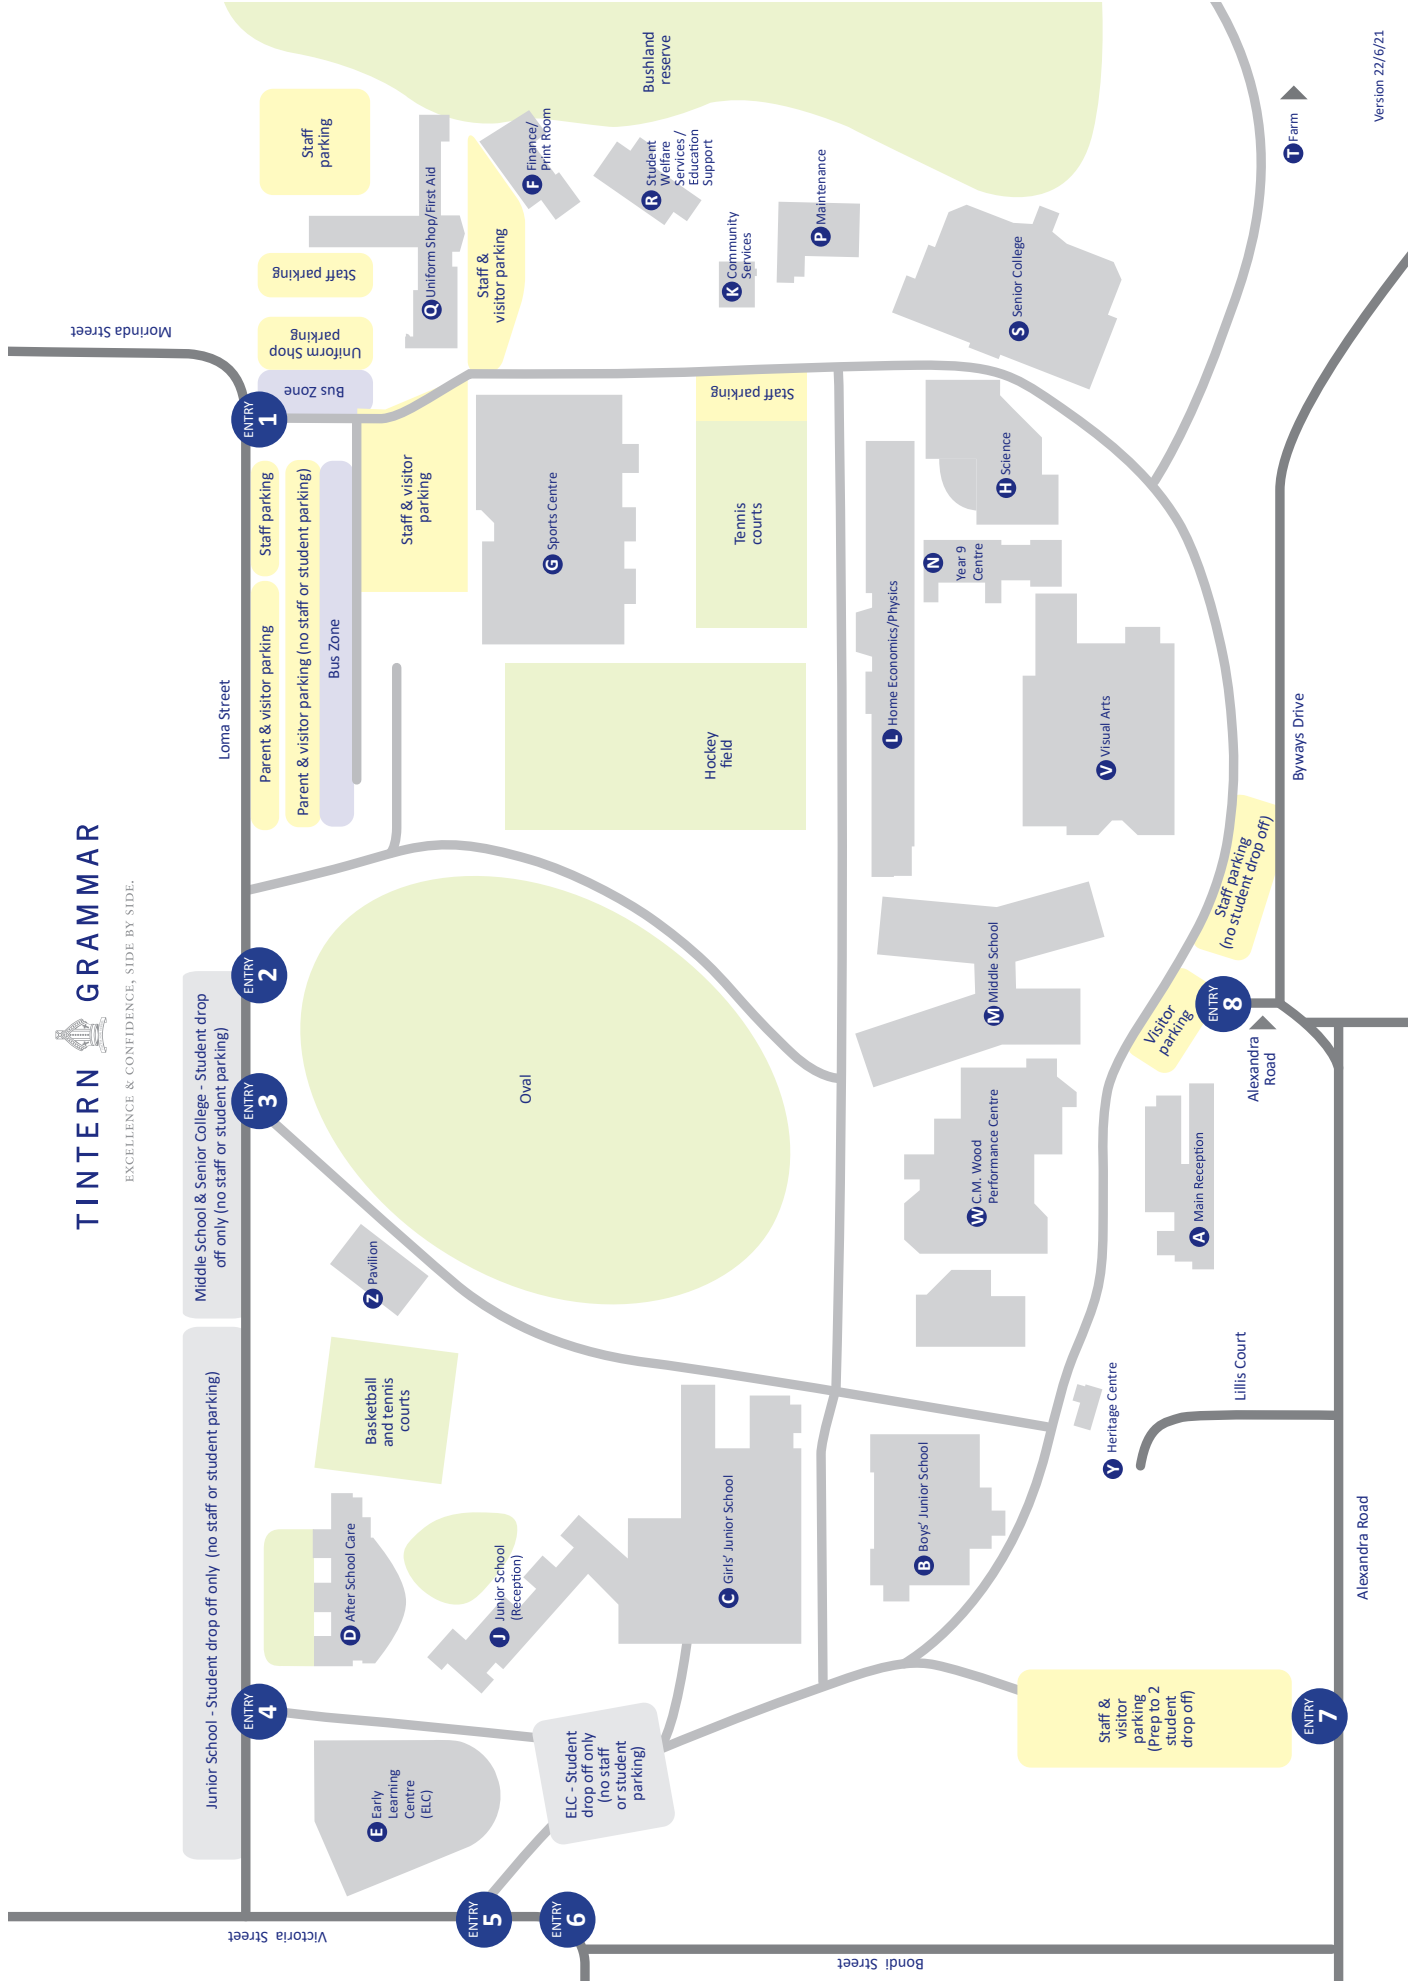 TINTERN GRAMMAR
EXCELLENCE & CONFIDENCE, SIDE BY SIDE.
Victoria Street
Junior School - Student drop off only (no staff or student parking)
Middle School & Senior College - Student drop
off only (no staff or student parking)
Loma Street
Morinda Street
ENTRY
4
ENTRY
3
ENTRY
2
ENTRY
1
Parent & visitor parking
Staff parking
Parent & visitor parking (no staff or student parking)
Bus Zone
Bus Zone
Uniform Shop
parking
Staff parking
Staff
parking
E Early
Learning
Centre
(ELC)
D After School Care
Basketball
and tennis
courts
Z Pavilion
Staff & visitor
parking
Q Uniform Shop/First Aid
Staff &
visitor parking
ENTRY
5
ENTRY
6
J Junior School
(Reception)
Oval
G Sports Centre
F Finance/
Print Room
ELC - Student
drop off only
(no staff
or student
parking)
Bushland
reserve
R Student
Welfare
Services /
Education
Support
C Girls' Junior School
Hockey
field
Tennis
courts
Staff parking
K Community
Services
P Maintenance
Bondi Street
B Boys' Junior School
L Home Economics/Physics
W C.M. Wood
Performance Centre
M Middle School
N
Year 9
Centre
H Science
S Senior College
Y Heritage Centre
V Visual Arts
Staff &
visitor
parking
(Prep to 2
student
drop off)
A Main Reception
Visitor
parking
Staff parking
(no student drop off)
ENTRY
8
Lillis Court
Alexandra
Road
Byways Drive
T Farm
ENTRY
7
Alexandra Road
Version 22/6/21